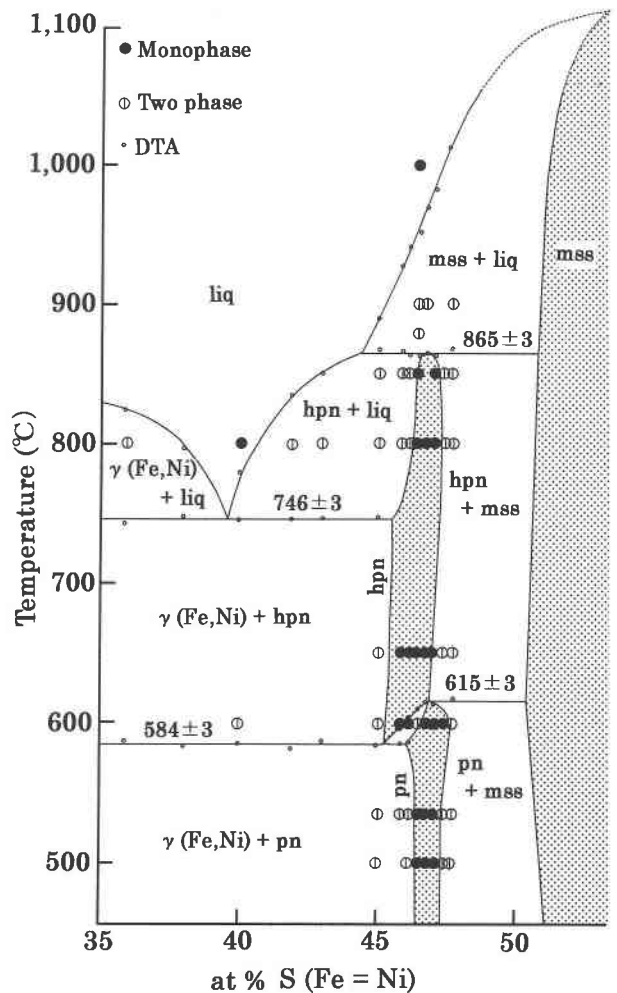 1,100
● Monophase
⦶ Two phase
◦ DTA
1,000
mss
mss + liq
liq
900
865±3
hpn + liq
800
γ (Fe,Ni)
+ liq
hpn
+ mss
746±3
Temperature (℃)
700
hpn
γ (Fe,Ni) + hpn
615±3
600
584±3
pn
+ mss
pn
γ (Fe,Ni) + pn
500
35 40 45 50
at % S (Fe = Ni)